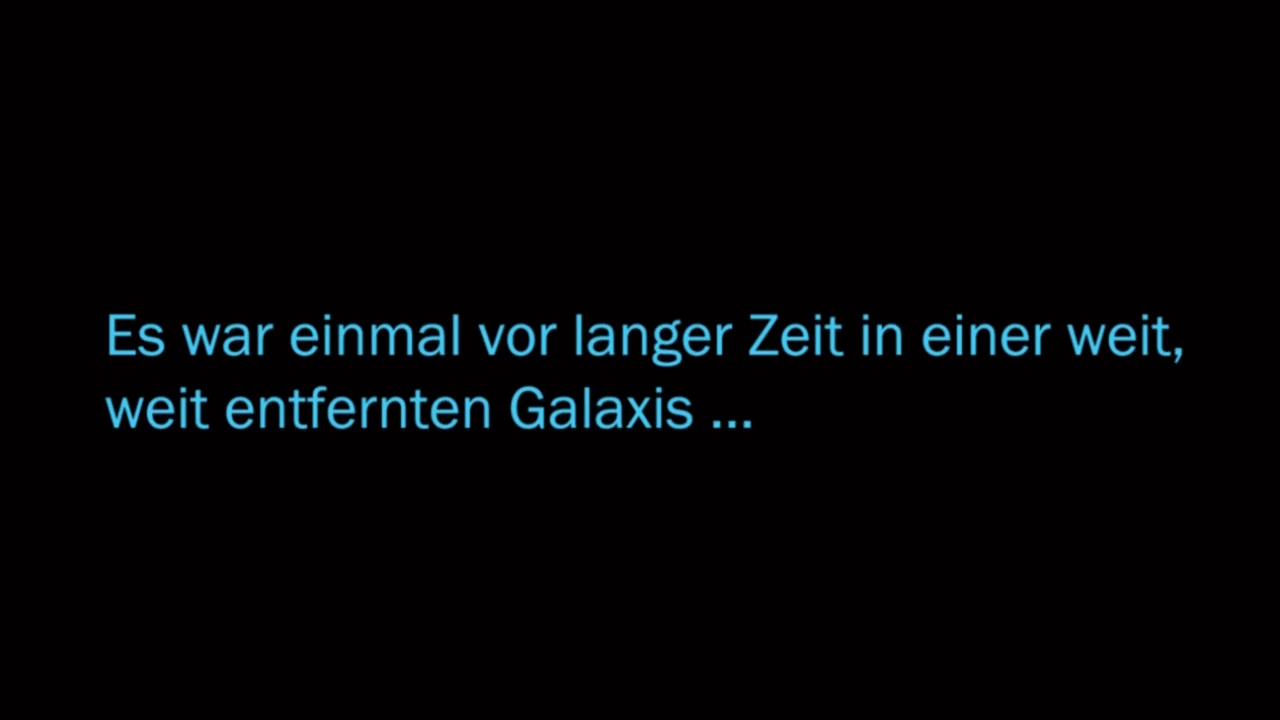 Es war einmal vor langer Zeit in einer weit,
weit entfernten Galaxis ...